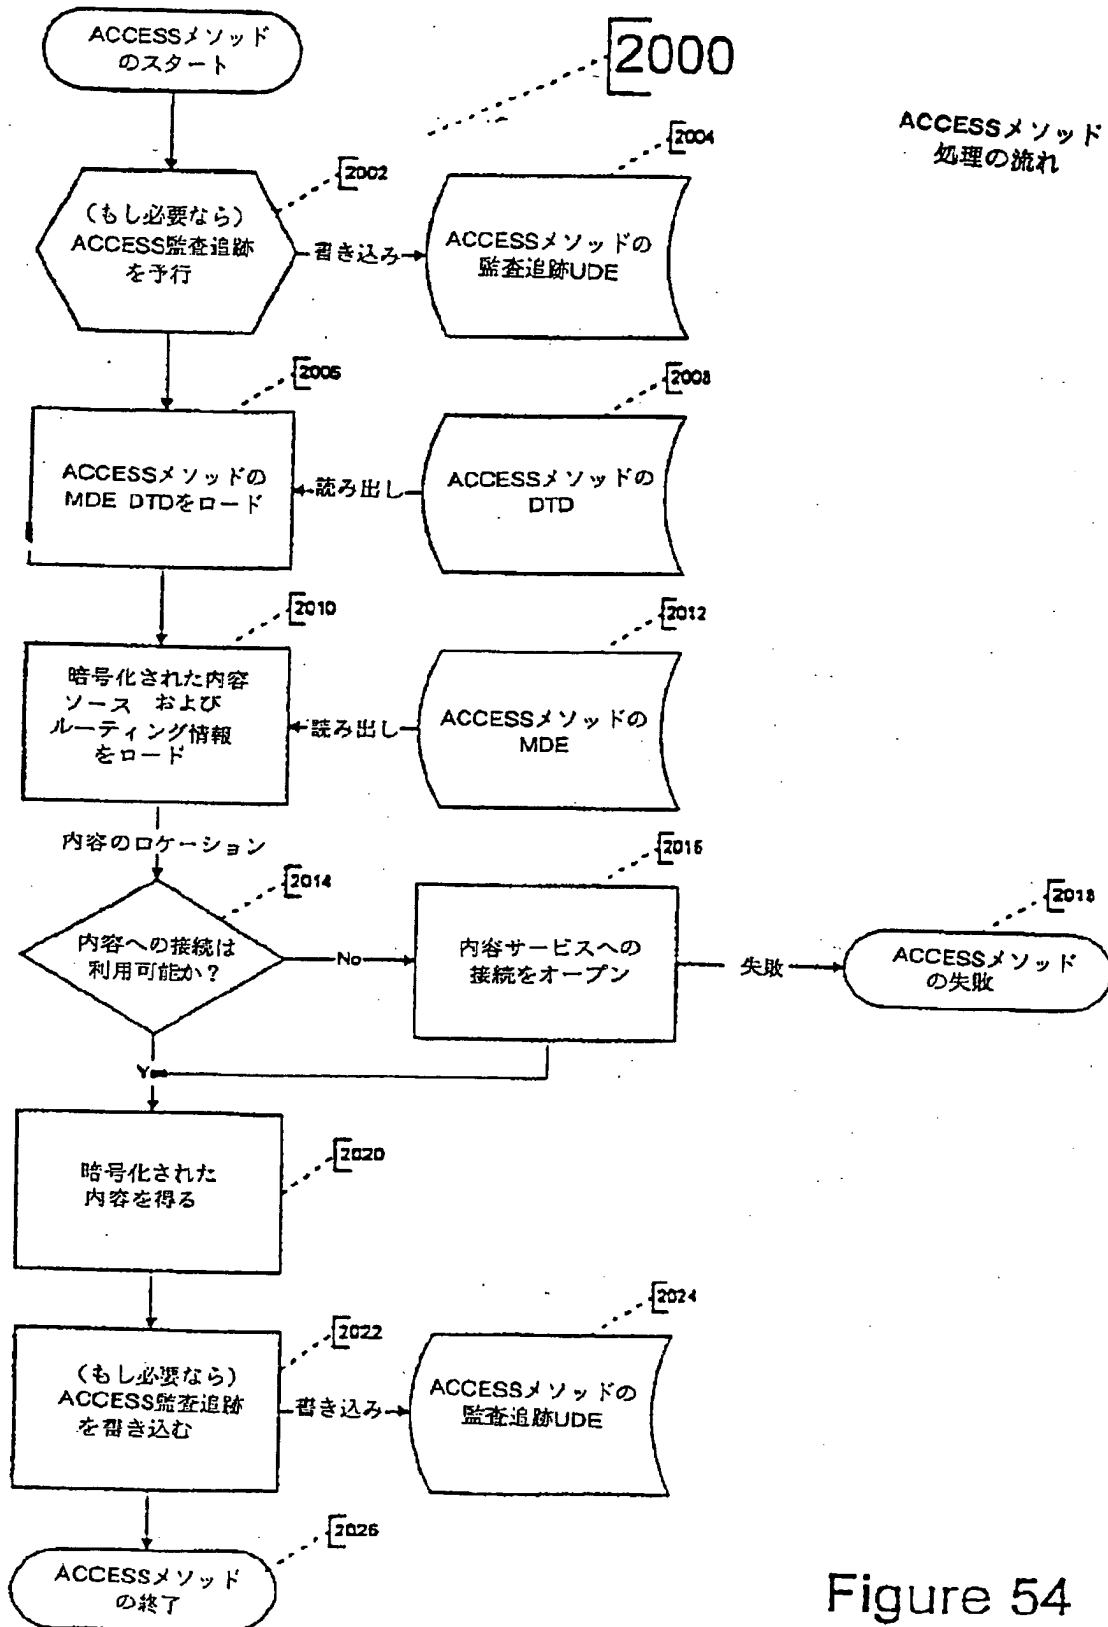 ACCESSメソッド
のスタート
2000
ACCESSメソッド
処理の流れ
2002
2004
(もし必要なら)
ACCESS監査追跡
を予行
書き込み
ACCESSメソッドの
監査追跡UDE
2006
2008
ACCESSメソッドの
MDE DTDをロード
読み出し
ACCESSメソッドの
DTD
2010
2012
暗号化された内容
ソース および
ルーティング情報
をロード
読み出し
ACCESSメソッドの
MDE
内容のロケーション
2014
2016
2018
内容への接続は
利用可能か?
No
内容サービスへの
接続をオープン
失敗
ACCESSメソッド
の失敗
Y
2020
暗号化された
内容を得る
2022
2024
(もし必要なら)
ACCESS監査追跡
を書き込む
書き込み
ACCESSメソッドの
監査追跡UDE
2026
ACCESSメソッド
の終了
Figure 54